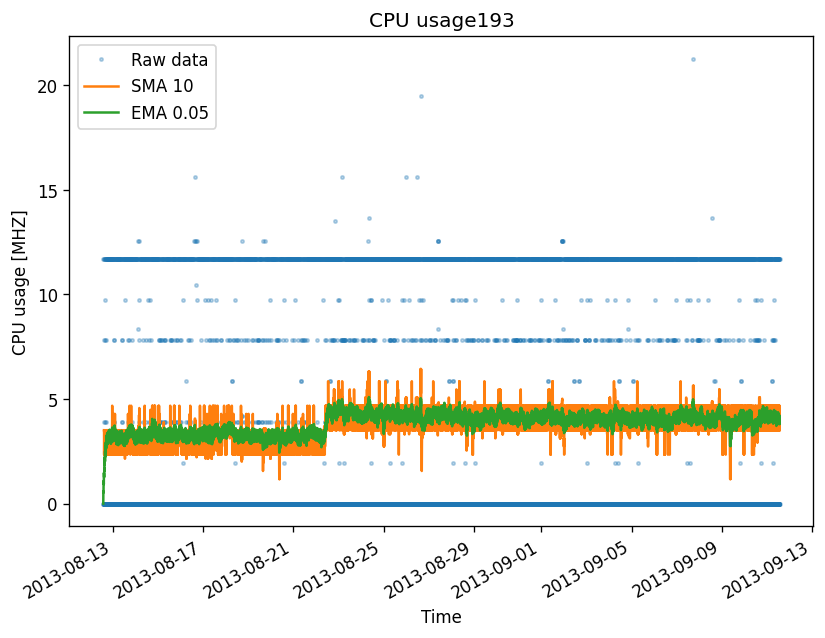 CPU usage193
Raw data
SMA 10
EMA 0.05
CPU usage [MHZ]
20
15
10
5
0
2013-08-13
2013-08-17
2013-08-21
2013-08-25
2013-08-29
2013-09-01
2013-09-05
2013-09-09
2013-09-13
Time